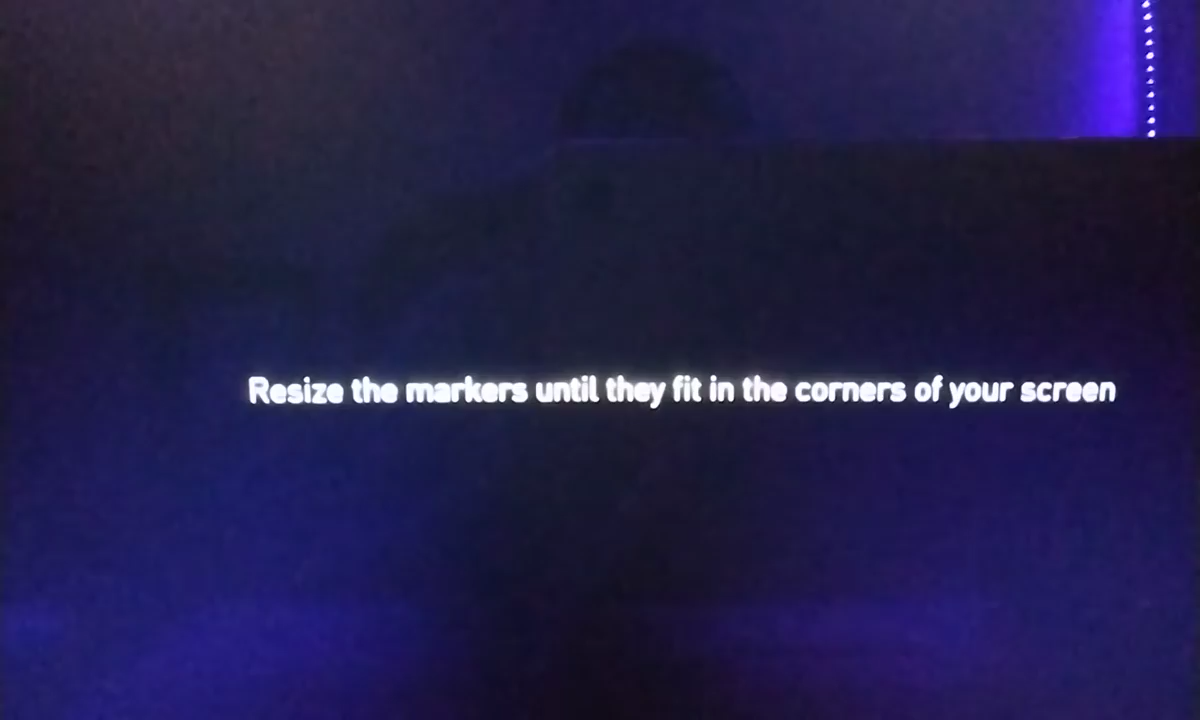 Resize the markers until they fit in the corners of your screen